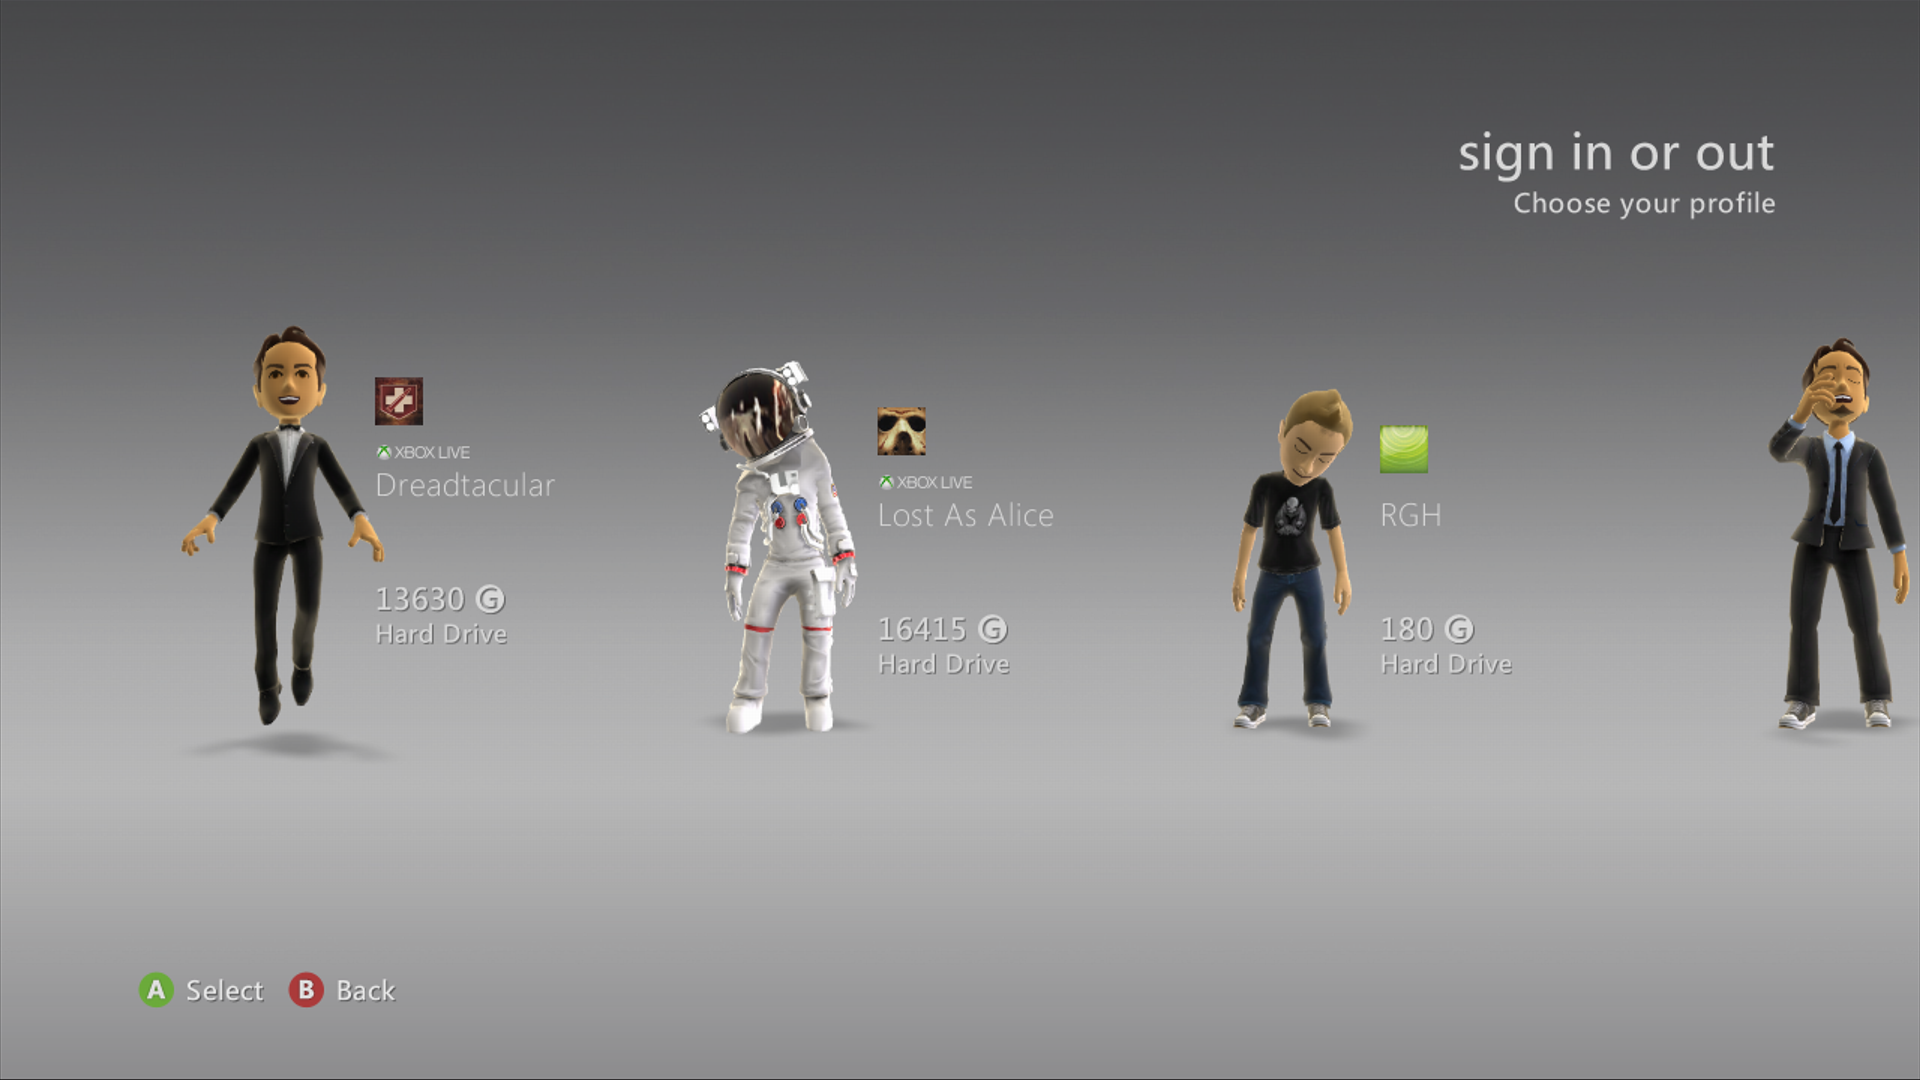 sign in or out
Choose your profile
XBOX LIVE
Dreadtacular
13630 G
Hard Drive
XBOX LIVE
Lost As Alice
16415 G
Hard Drive
RGH
180 G
Hard Drive
A Select B Back